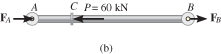 F_A A C P = 60 kN B F_B
(b)